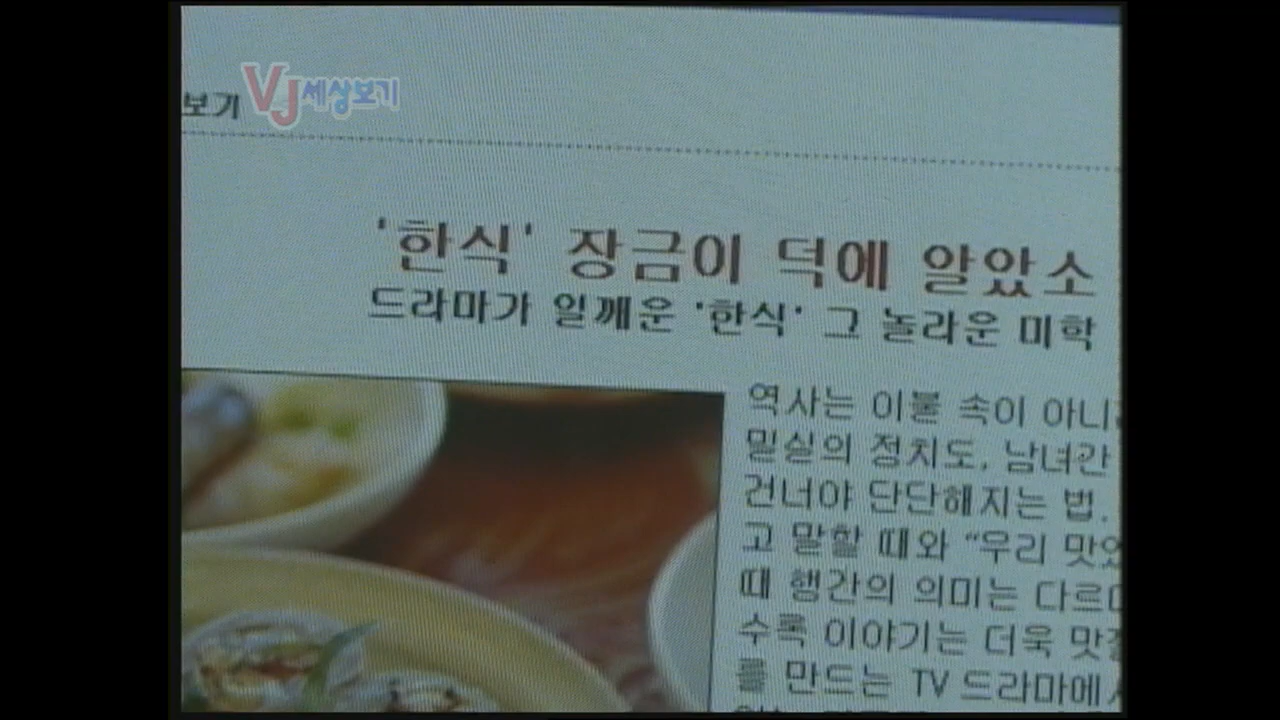 보기
VJ세상보기
'한식' 장금이 덕에 알았소
드라마가 일깨운 '한식' 그 놀라운 미학
역사는 이불 속이 아니
밀실의 정치도, 남녀간
건너야 단단해지는 법.
고 말할 때와 “우리 맛있
때 행간의 의미는 다르다
수록 이야기는 더욱 맛
를 만드는 TV 드라마에